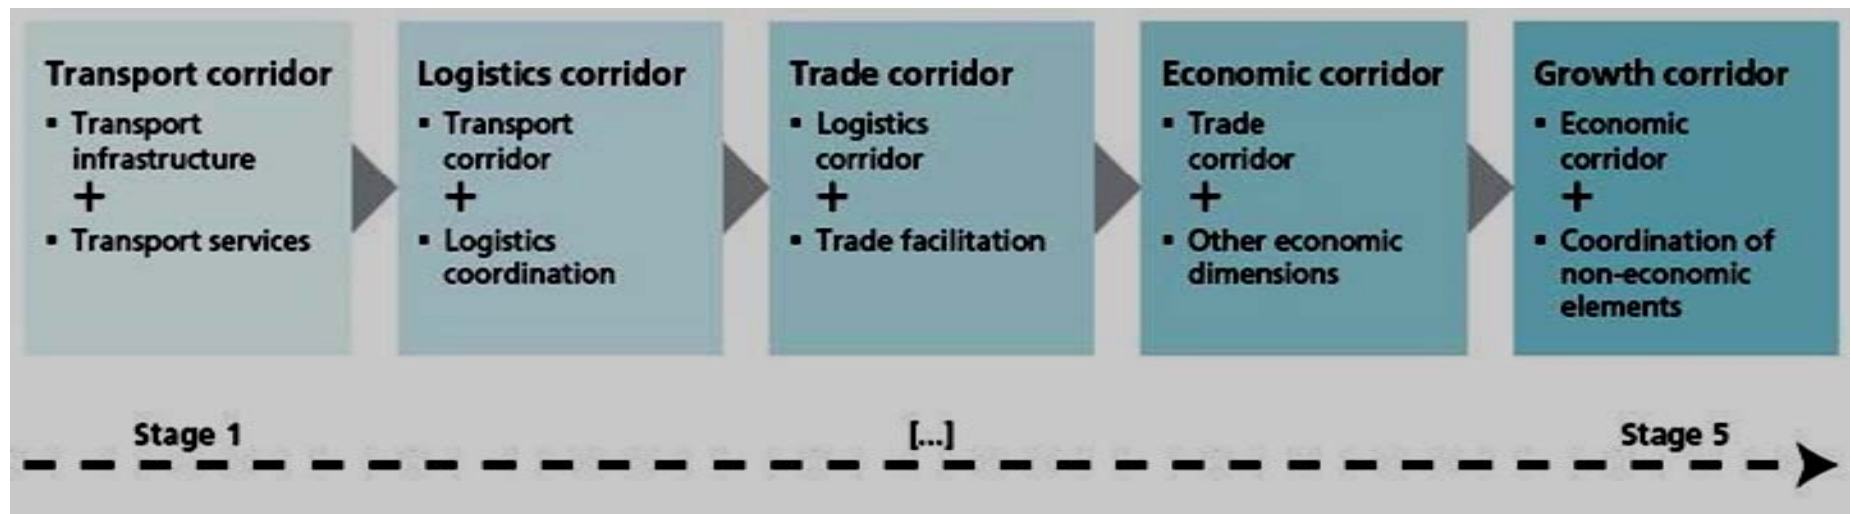 Transport corridor
▪ Transport
infrastructure
+
▪ Transport services
Logistics corridor
▪ Transport
corridor
+
▪ Logistics
coordination
Trade corridor
▪ Logistics
corridor
+
▪ Trade facilitation
Economic corridor
▪ Trade
corridor
+
▪ Other economic
dimensions
Growth corridor
▪ Economic
corridor
+
▪ Coordination of
non-economic
elements
Stage 1
[...]
Stage 5